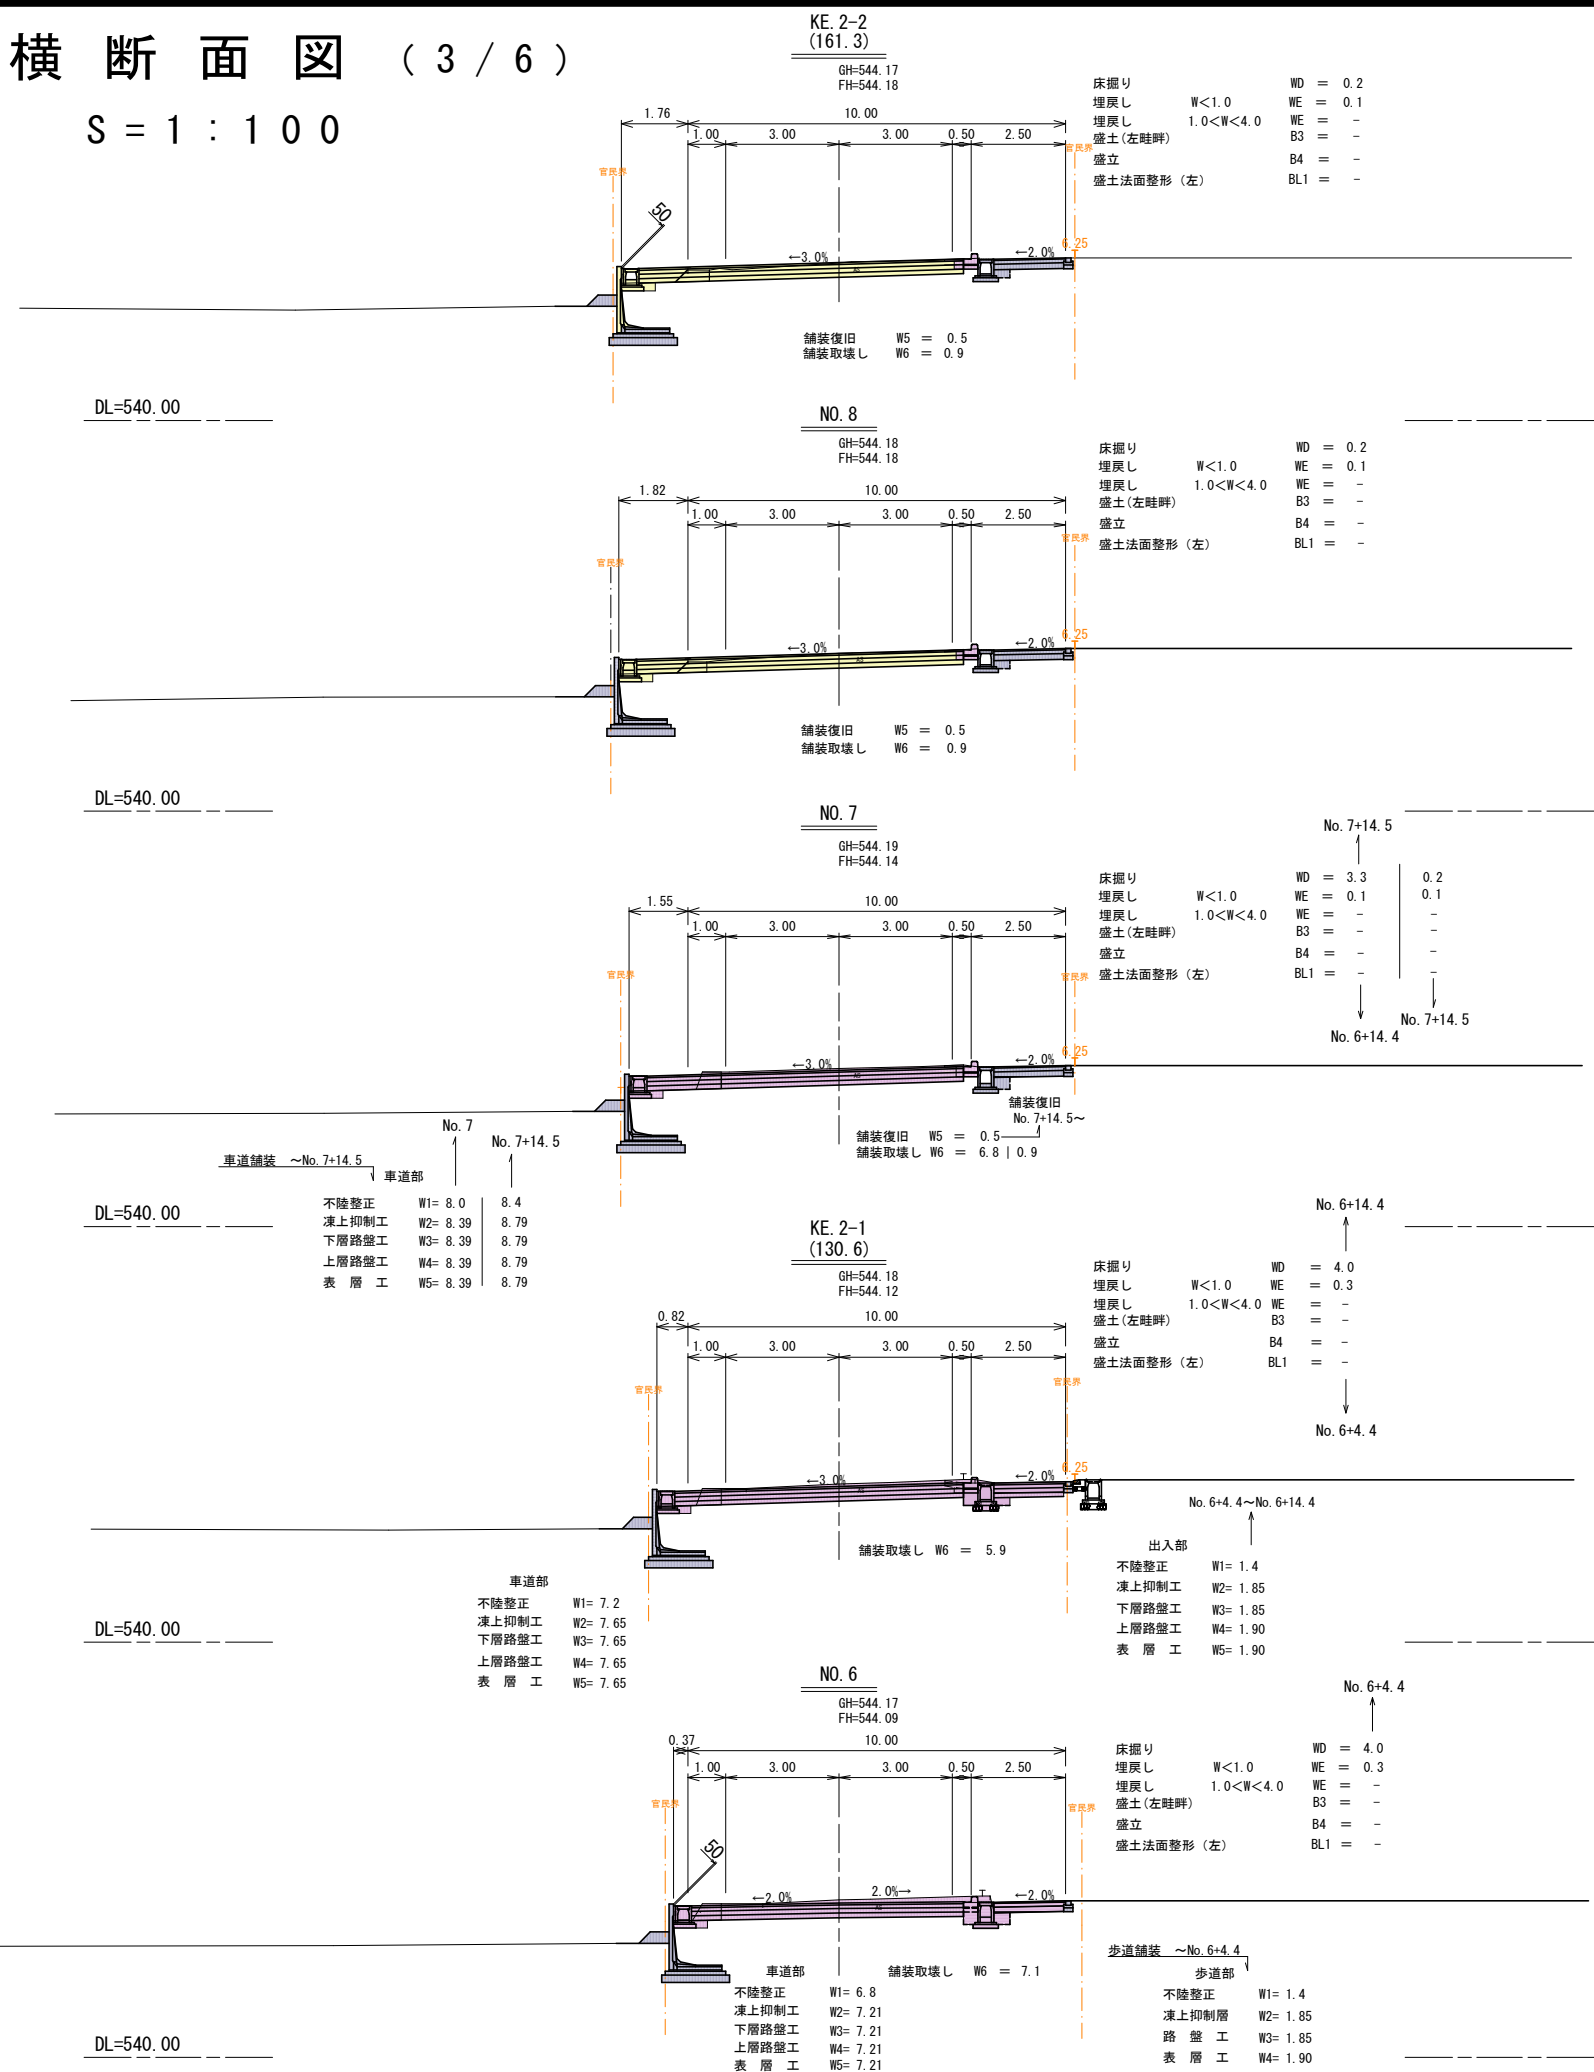 横断面図 (3/6)
S=1:100
KE.2-2
(161.3)
GH=544.17
FH=544.18
1.76 10.00
1.00 3.00 3.00 0.50 2.50
官民界 官民界
50
←3.0% ←2.0% 6.25
床掘り WD = 0.2
埋戻し W<1.0 WE = 0.1
埋戻し 1.0<W<4.0 WE = -
盛土(左畦畔) B3 = -
盛立 B4 = -
盛土法面整形(左) BL1 = -
舗装復旧 W5 = 0.5
舗装取壊し W6 = 0.9
DL=540.00
NO.8
GH=544.18
FH=544.18
1.82 10.00
1.00 3.00 3.00 0.50 2.50
官民界 官民界
←3.0% ←2.0% 6.25
床掘り WD = 0.2
埋戻し W<1.0 WE = 0.1
埋戻し 1.0<W<4.0 WE = -
盛土(左畦畔) B3 = -
盛立 B4 = -
盛土法面整形(左) BL1 = -
舗装復旧 W5 = 0.5
舗装取壊し W6 = 0.9
DL=540.00
NO.7
GH=544.19
FH=544.14
1.55 10.00
1.00 3.00 3.00 0.50 2.50
官民界 官民界
←3.0% ←2.0% 6.25
No.7+14.5
床掘り WD = 3.3 0.2
埋戻し W<1.0 WE = 0.1 0.1
埋戻し 1.0<W<4.0 WE = - -
盛土(左畦畔) B3 = - -
盛立 B4 = - -
盛土法面整形(左) BL1 = - -
No.6+14.4 No.7+14.5
舗装復旧
No.7+14.5~
舗装復旧 W5 = 0.5
舗装取壊し W6 = 6.8 | 0.9
No.7 No.7+14.5
車道舗装 ~No.7+14.5
車道部
不陸整正 W1= 8.0 8.4
凍上抑制工 W2= 8.39 8.79
下層路盤工 W3= 8.39 8.79
上層路盤工 W4= 8.39 8.79
表層工 W5= 8.39 8.79
DL=540.00
KE.2-1
(130.6)
GH=544.18
FH=544.12
0.82 10.00
1.00 3.00 3.00 0.50 2.50
官民界 官民界
←3.0% ←2.0% 6.25
No.6+14.4
床掘り WD = 4.0
埋戻し W<1.0 WE = 0.3
埋戻し 1.0<W<4.0 WE = -
盛土(左畦畔) B3 = -
盛立 B4 = -
盛土法面整形(左) BL1 = -
No.6+4.4
舗装取壊し W6 = 5.9
No.6+4.4~No.6+14.4
出入部
不陸整正 W1= 1.4
凍上抑制工 W2= 1.85
下層路盤工 W3= 1.85
上層路盤工 W4= 1.90
表層工 W5= 1.90
車道部
不陸整正 W1= 7.2
凍上抑制工 W2= 7.65
下層路盤工 W3= 7.65
上層路盤工 W4= 7.65
表層工 W5= 7.65
DL=540.00
NO.6
GH=544.17
FH=544.09
0.37 10.00
1.00 3.00 3.00 0.50 2.50
官民界 官民界
50
←2.0% 2.0%→ ←2.0%
No.6+4.4
床掘り WD = 4.0
埋戻し W<1.0 WE = 0.3
埋戻し 1.0<W<4.0 WE = -
盛土(左畦畔) B3 = -
盛立 B4 = -
盛土法面整形(左) BL1 = -
舗装取壊し W6 = 7.1
車道部
不陸整正 W1= 6.8
凍上抑制工 W2= 7.21
下層路盤工 W3= 7.21
上層路盤工 W4= 7.21
表層工 W5= 7.21
歩道舗装 ~No.6+4.4
歩道部
不陸整正 W1= 1.4
凍上抑制層 W2= 1.85
路盤工 W3= 1.85
表層工 W4= 1.90
DL=540.00